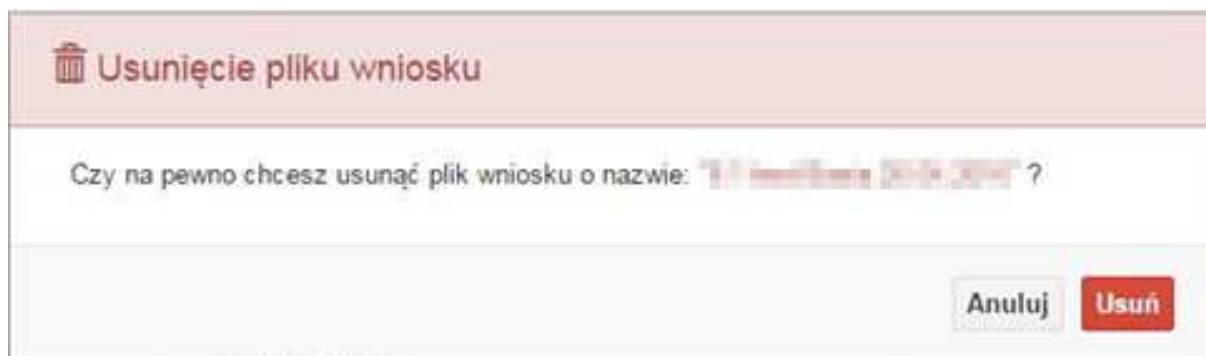 Usunięcie pliku wniosku
Czy na pewno chcesz usunąć plik wniosku o nazwie: ?
Anuluj Usuń